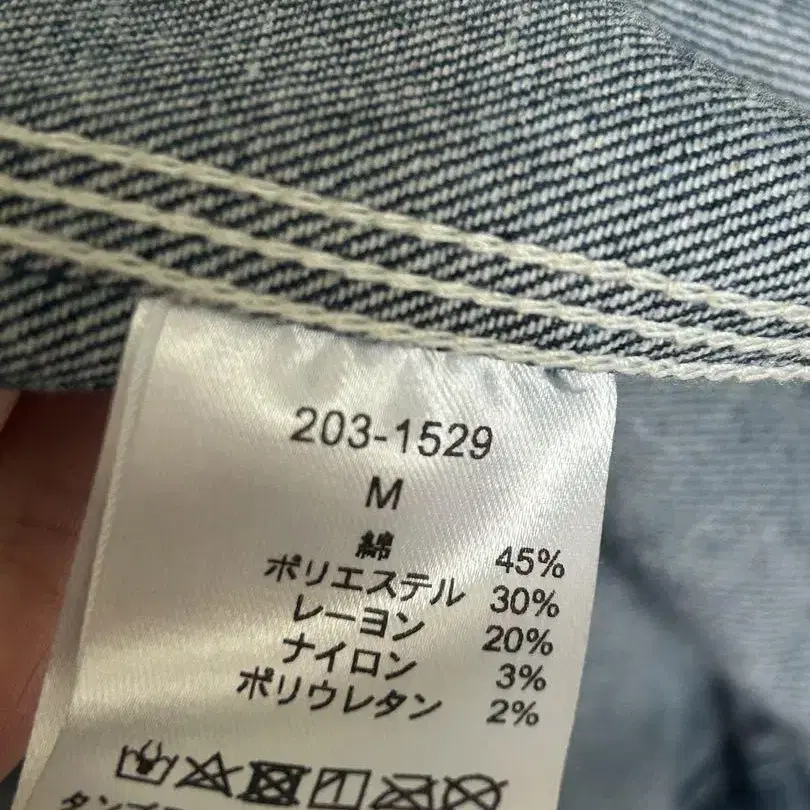 203-1529
M
綿 45%
ポリエステル 30%
レーヨン 20%
ナイロン 3%
ポリウレタン 2%